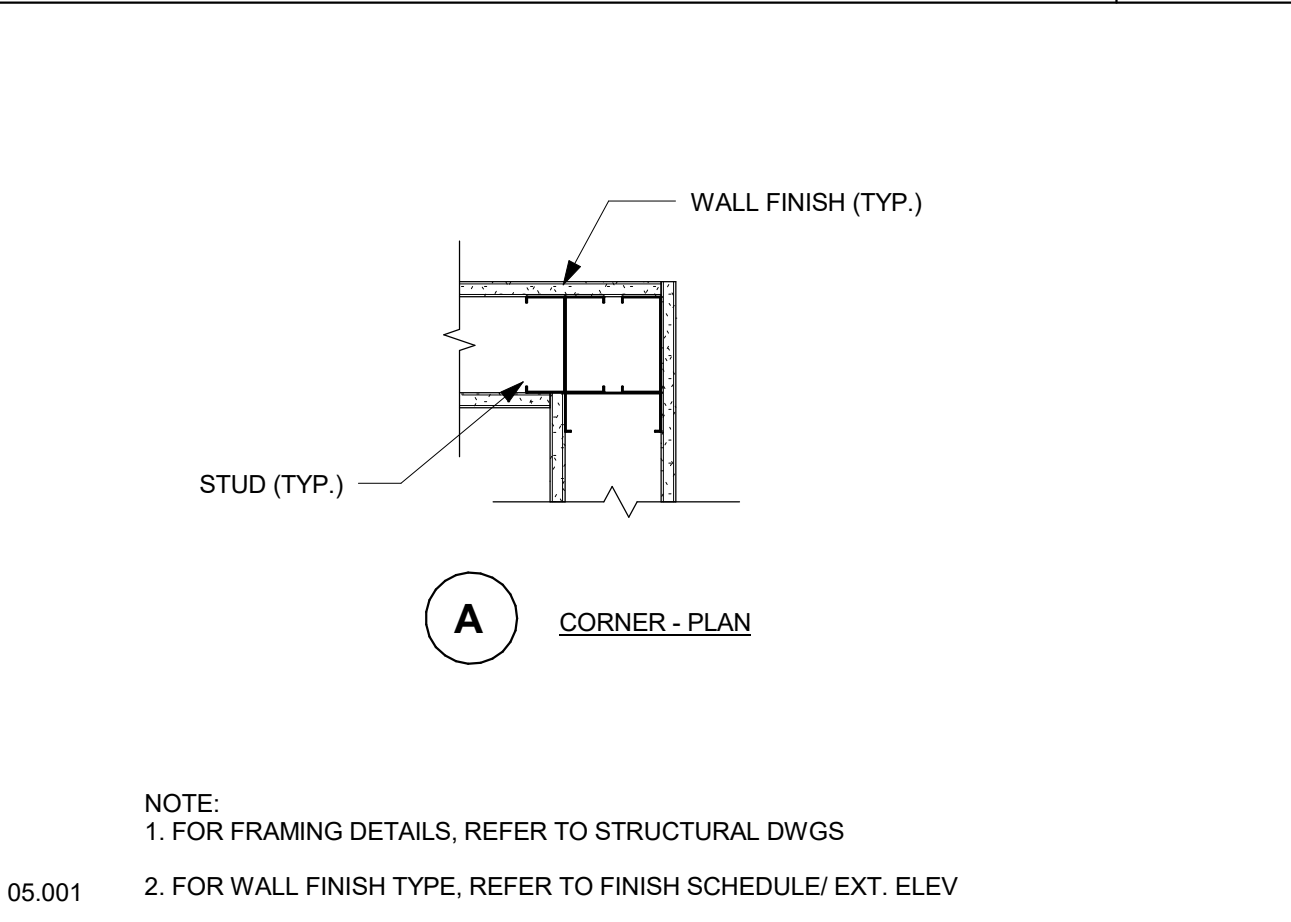 WALL FINISH (TYP.)
STUD (TYP.)
A
CORNER - PLAN
NOTE:
1. FOR FRAMING DETAILS, REFER TO STRUCTURAL DWGS
2. FOR WALL FINISH TYPE, REFER TO FINISH SCHEDULE/ EXT. ELEV
05.001